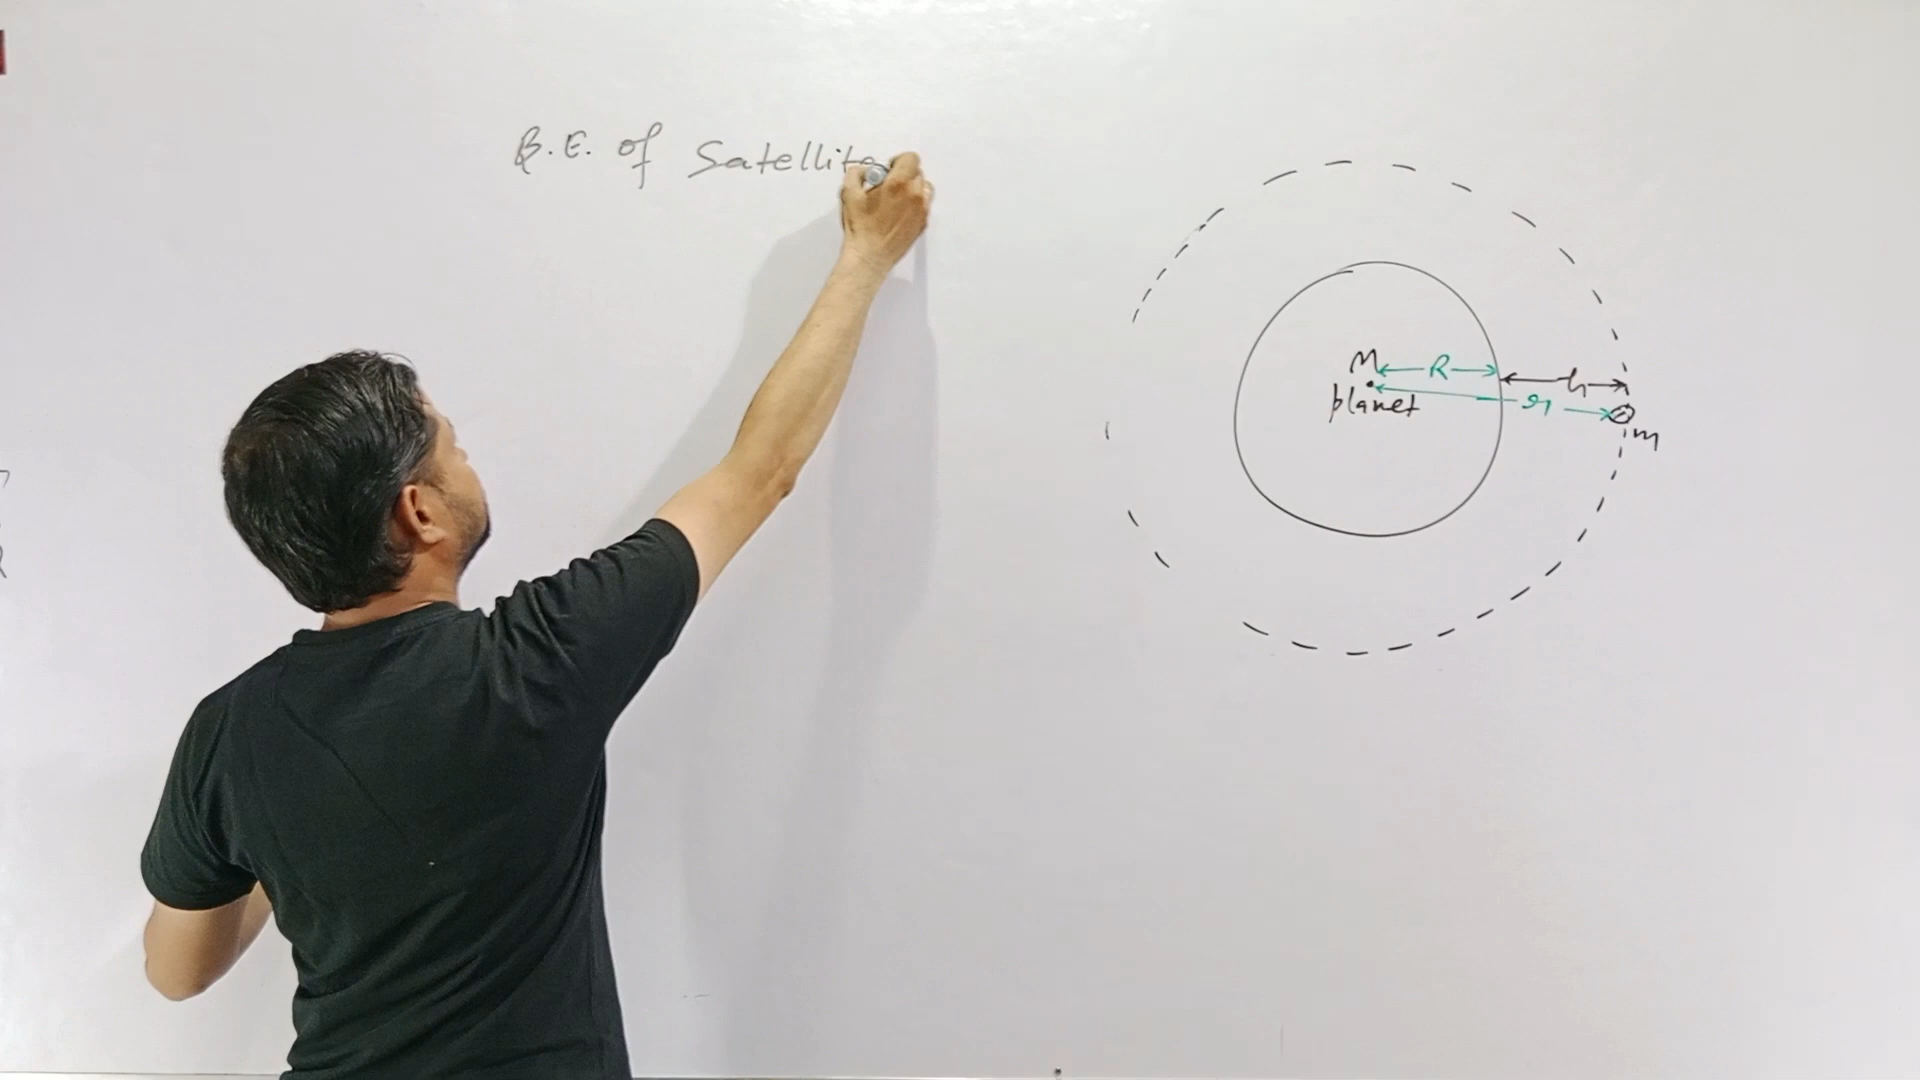 B.E. of Satellite
M R h
planet r
m